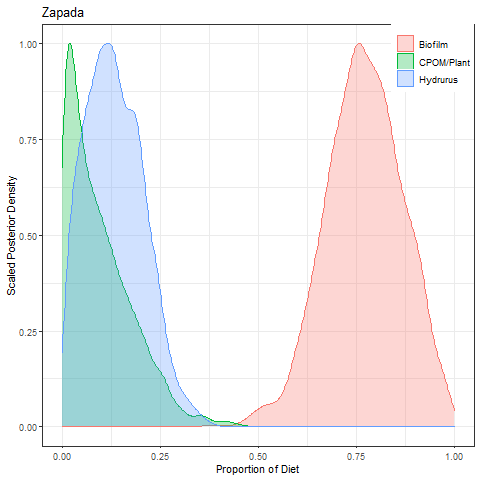 Zapada
Biofilm
CPOM/Plant
Hydrurus
1.00
0.75
0.50
0.25
0.00
Scaled Posterior Density
0.00 0.25 0.50 0.75 1.00
Proportion of Diet